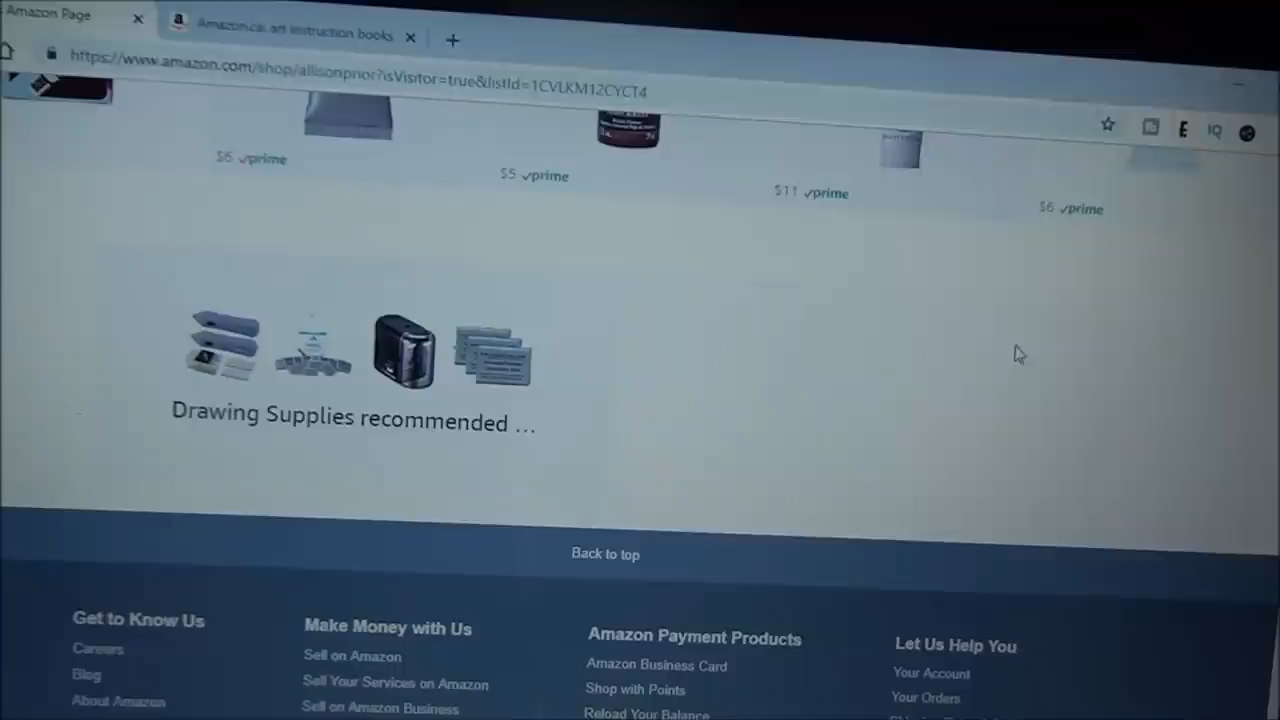 Amazon Page
Amazon.ca: art instruction books
https://www.amazon.com/shop/allisonprior?isVisitor=true&listId=1CVLKM12CYCT4
IQ
$6 prime
$5 prime
$11 prime
$6 prime
Drawing Supplies recommended ...
Back to top
Get to Know Us
Make Money with Us
Amazon Payment Products
Let Us Help You
Careers
Sell on Amazon
Amazon Business Card
Your Account
Blog
Sell Your Services on Amazon
Shop with Points
Your Orders
About Amazon
Sell on Amazon Business
Reload Your Balance